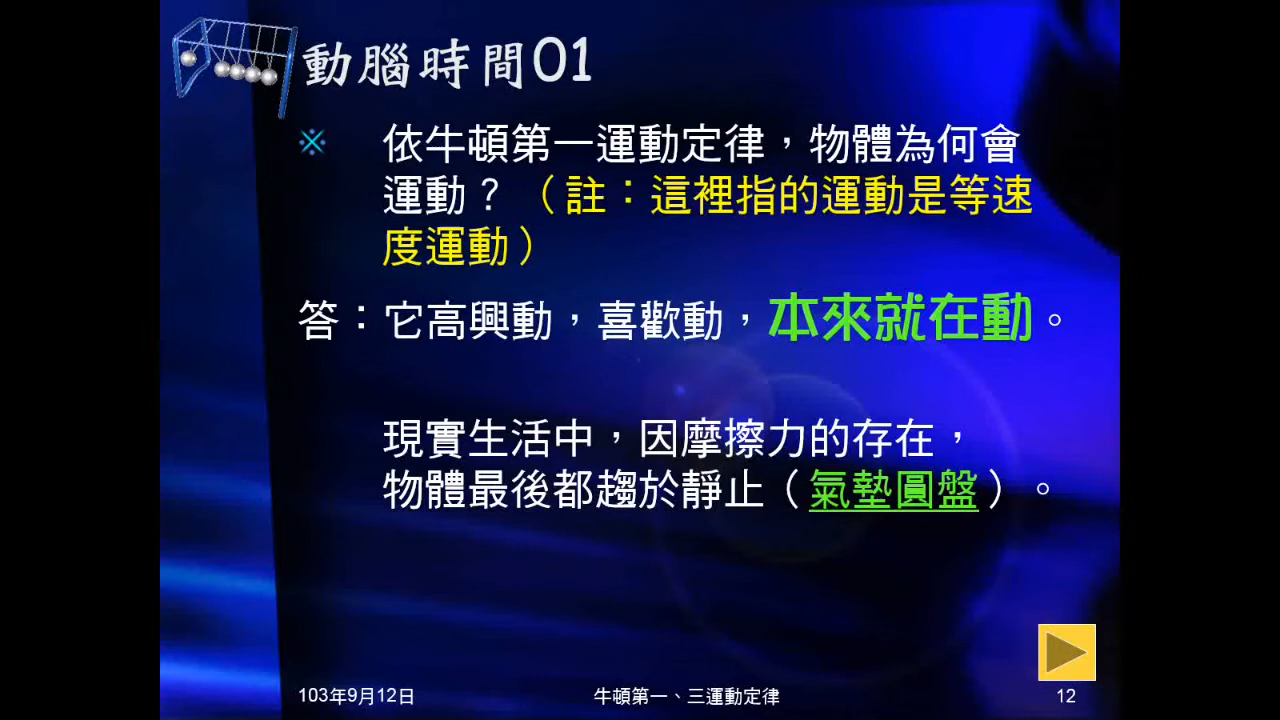 動腦時間01
※ 依牛頓第一運動定律，物體為何會
運動？（註：這裡指的運動是等速
度運動）
答：它高興動，喜歡動，本來就在動。
現實生活中，因摩擦力的存在，
物體最後都趨於靜止（氣墊圓盤）。
103年9月12日
牛頓第一、三運動定律
12